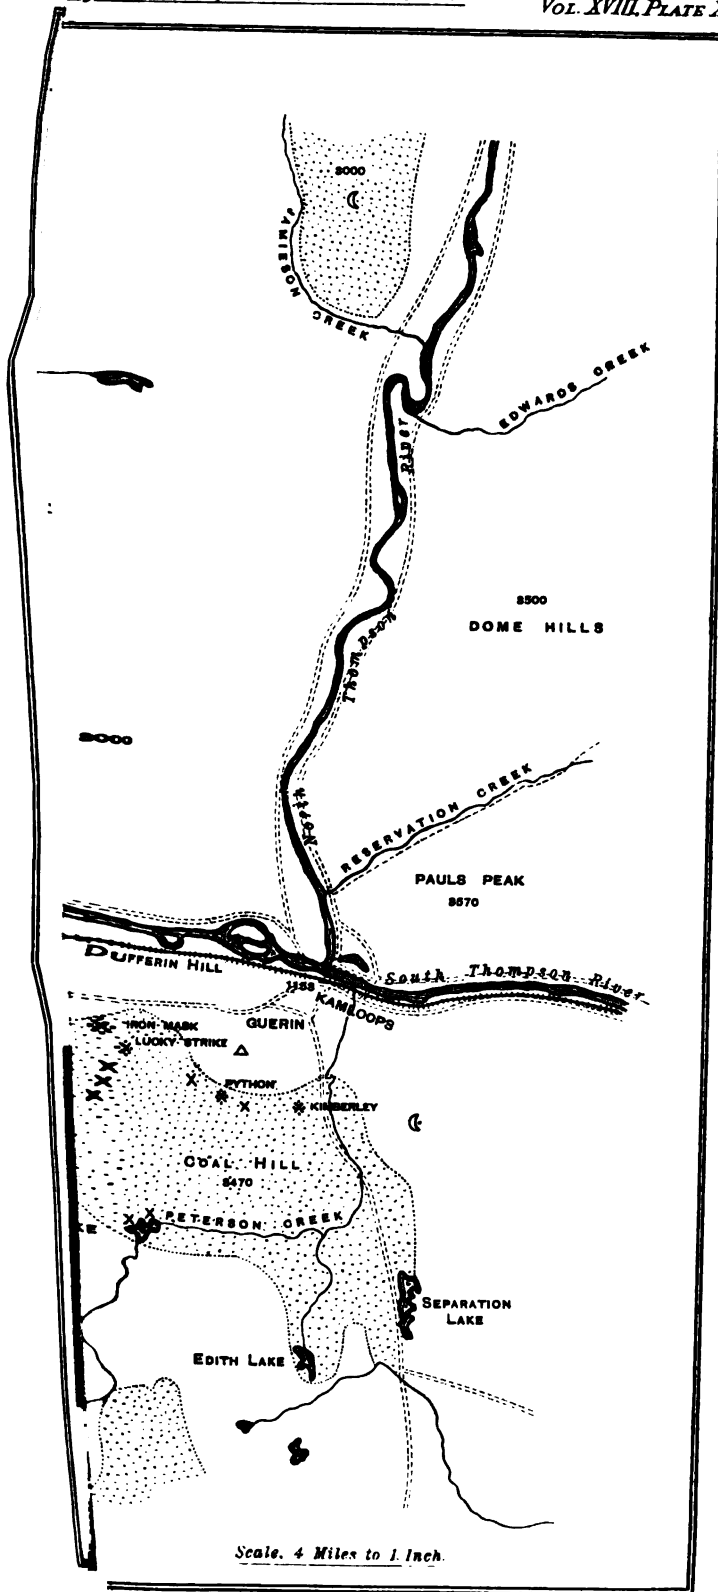 VOL. XVIII, PLATE
3000
JAMIESON CREEK
EDWARDS CREEK
River
3500
DOME HILLS
Thompson
3000
RESERVATION CREEK
North
PAULS PEAK
3570
DUFFERIN HILL
South Thompson River
1153
KAMLOOPS
IRON MASK
GUERIN
LUCKY STRIKE
PYTHON
KIMBERLEY
COAL HILL
3470
PETERSON CREEK
KE
SEPARATION
LAKE
EDITH LAKE
Scale, 4 Miles to 1 Inch.